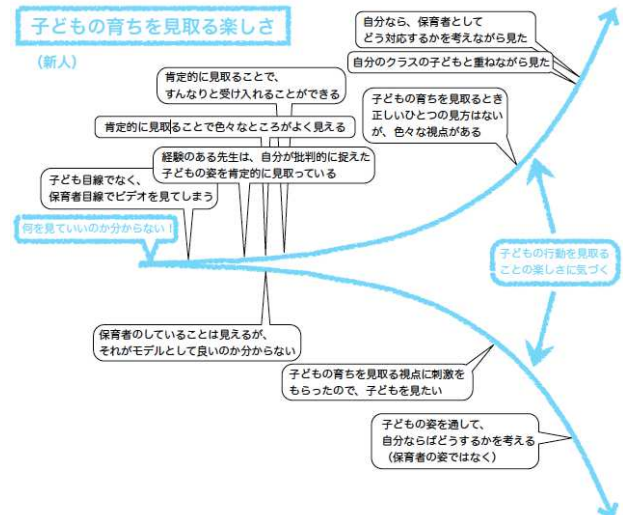 子どもの育ちを見取る楽しさ
（新人）
自分なら、保育者として
どう対応するかを考えながら見た
自分のクラスの子どもと重ねながら見た
肯定的に見取ることで、
すんなりと受け入れることができる
子どもの育ちを見取るとき
正しいひとつの見方はない
が、色々な視点がある
肯定的に見取ることで色々なところがよく見える
経験のある先生は、自分が批判的に捉えた
子どもの姿を肯定的に見取っている
子ども目線でなく、
保育者目線でビデオを見てしまう
何を見ていいのか分からない！
子どもの行動を見取る
ことの楽しさに気づく
保育者のしていることは見えるが、
それがモデルとして良いのか分からない
子どもの育ちを見取る視点に刺激を
もらったので、子どもを見たい
子どもの姿を通して、
自分ならばどうするかを考える
（保育者の姿ではなく）